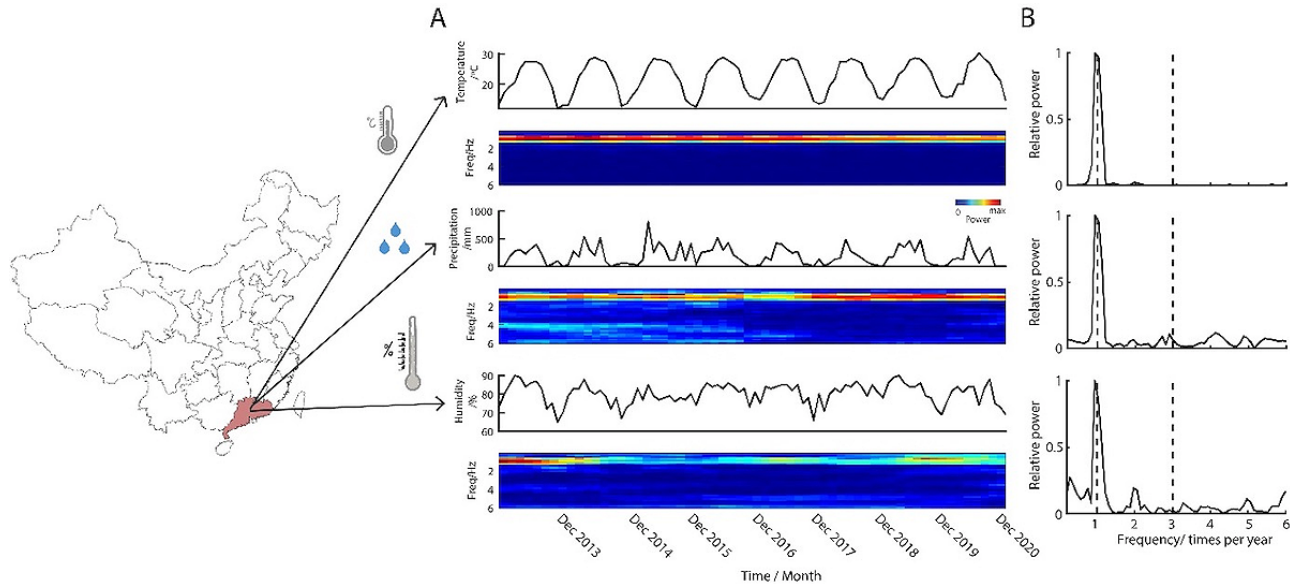 A
B
°C
%
Temperature
/°C
30
20
Freq/Hz
2
4
6
Precipitation
/mm
1000
500
0
0
max
Power
Freq/Hz
2
4
6
Humidity
/%
90
80
70
60
Freq/Hz
2
4
6
Dec 2013
Dec 2014
Dec 2015
Dec 2016
Dec 2017
Dec 2018
Dec 2019
Dec 2020
Time / Month
Relative power
1
0.5
0
Relative power
1
0.5
0
Relative power
1
0.5
0
1
2
3
4
5
6
Frequency/ times per year